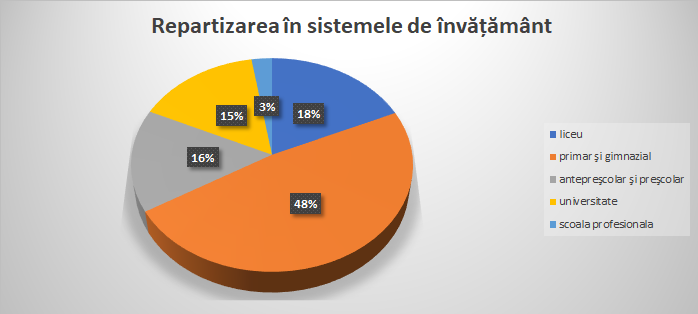 Repartizarea în sistemele de învățământ
3%
18%
15%
16%
48%
liceu
primar și gimnazial
antepreșcolar și preșcolar
universitate
scoala profesionala